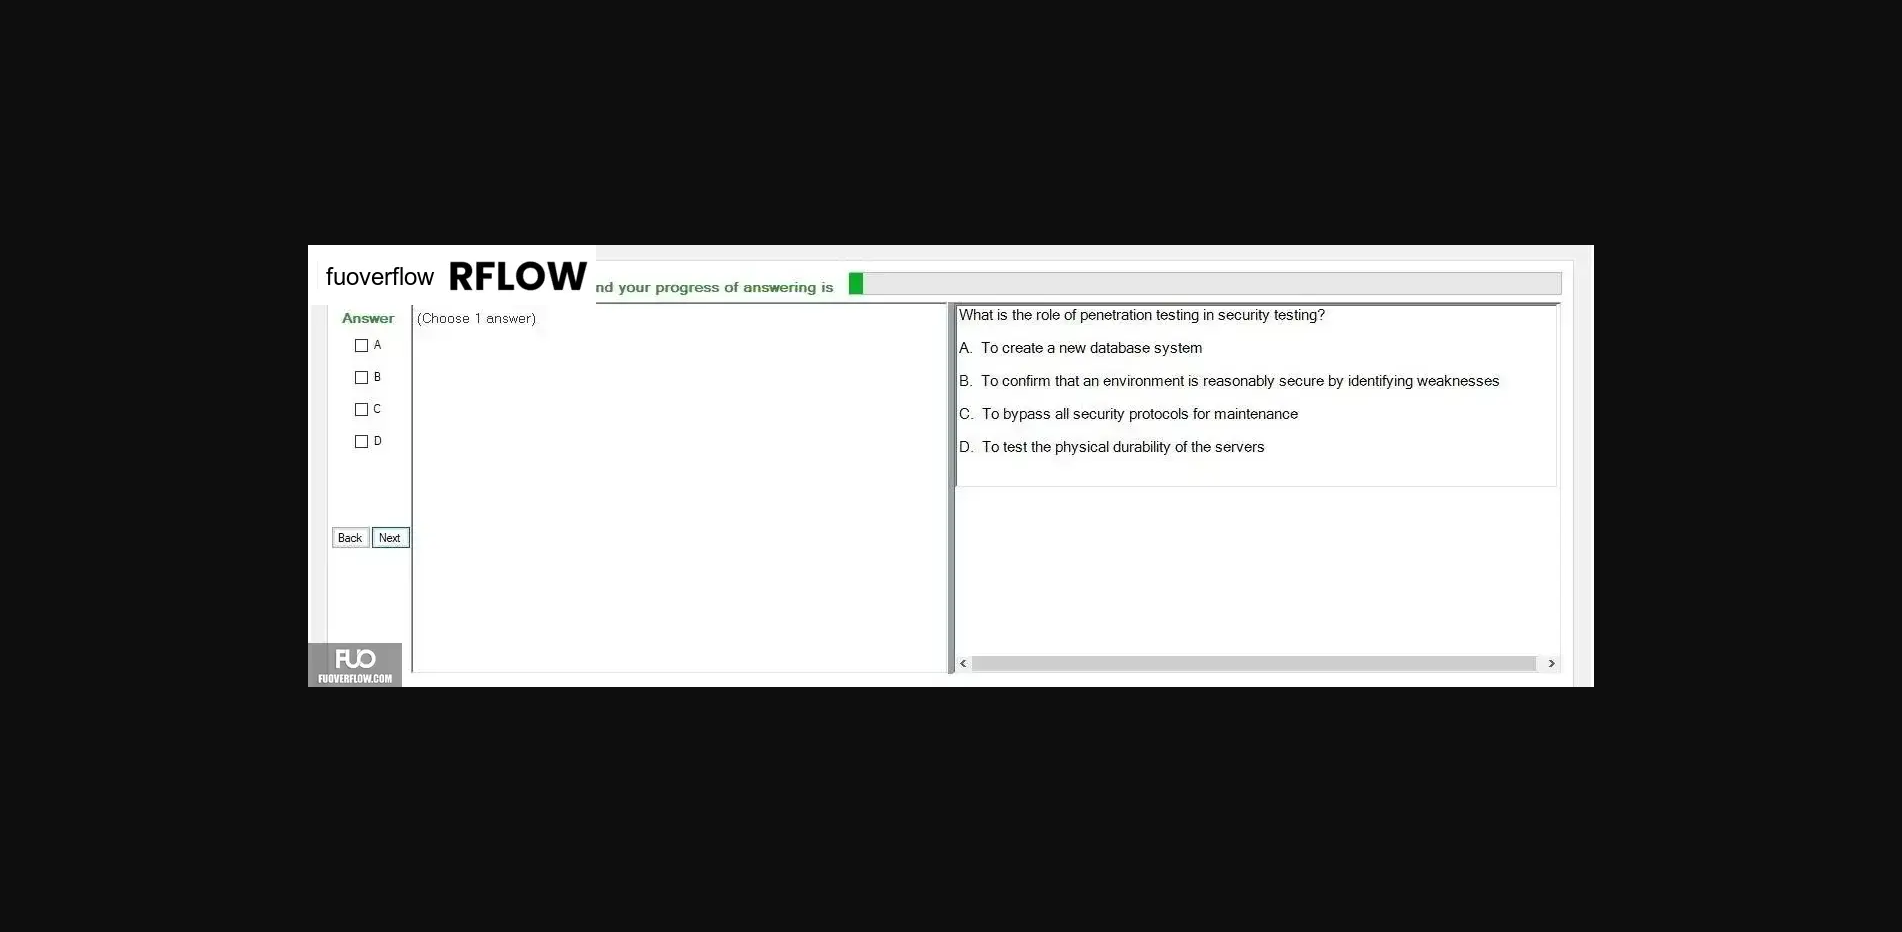 fuoverflow RFLOW
nd your progress of answering is
Answer
(Choose 1 answer)
A
B
C
D
Back Next
What is the role of penetration testing in security testing?
A. To create a new database system
B. To confirm that an environment is reasonably secure by identifying weaknesses
C. To bypass all security protocols for maintenance
D. To test the physical durability of the servers
FUO
FUOVERFLOW.COM